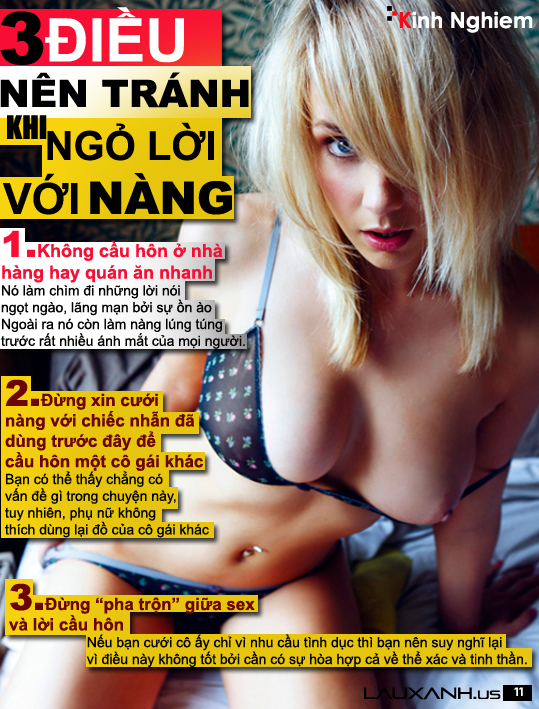 Kinh Nghiem
3 ĐIỀU
NÊN TRÁNH
KHI NGỎ LỜI
VỚI NÀNG
1. Không cầu hôn ở nhà
hàng hay quán ăn nhanh
Nó làm chìm đi những lời nói
ngọt ngào, lãng mạn bởi sự ồn ào
Ngoài ra nó còn làm nàng lúng túng
trước rất nhiều ánh mắt của mọi người.
2. Đừng xin cưới
nàng với chiếc nhẫn đã
dùng trước đây để
cầu hôn một cô gái khác
Bạn có thể thấy chẳng có
vấn đề gì trong chuyện này,
tuy nhiên, phụ nữ không
thích dùng lại đồ của cô gái khác
3. Đừng “pha trộn” giữa sex
và lời cầu hôn
Nếu bạn cưới cô ấy chỉ vì nhu cầu tình dục thì bạn nên suy nghĩ lại
vì điều này không tốt bởi cần có sự hòa hợp cả về thể xác và tinh thần.
LAUXANH.us 11